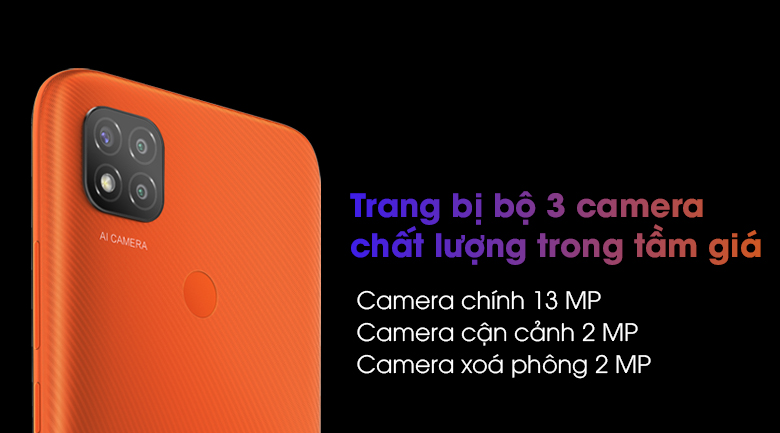 AI CAMERA
Trang bị bộ 3 camera
chất lượng trong tầm giá
Camera chính 13 MP
Camera cận cảnh 2 MP
Camera xoá phông 2 MP